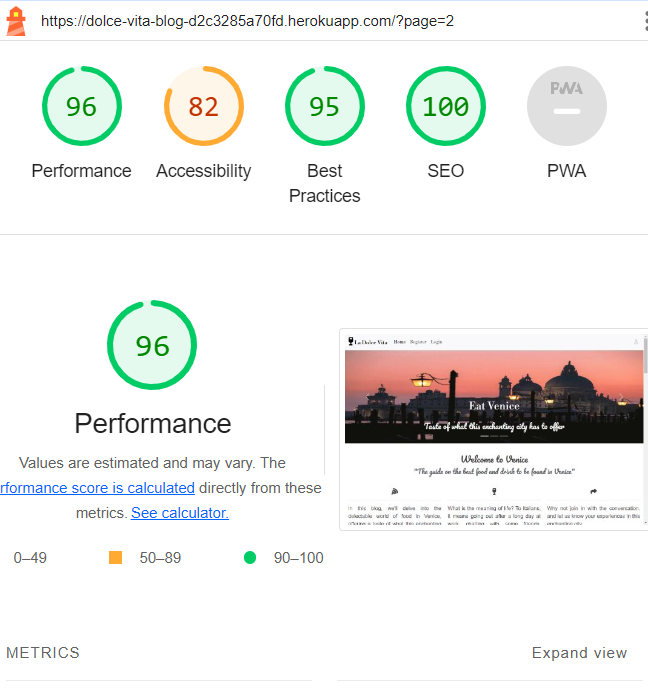 https://dolce-vita-blog-d2c3285a70fd.herokuapp.com/?page=2
96
82
95
100
PWA
Performance
Accessibility
Best
Practices
SEO
PWA
96
Performance
Values are estimated and may vary. The
rformance score is calculated directly from these
metrics. See calculator.
0–49
50–89
90–100
La Dolce Vita Home Register Login
Eat Venice
Taste of what this enchanting city has to offer
Welcome to Venice
"The guide on the best food and drink to be found in Venice"
In this blog, we'll delve into the
delectable world of food in Venice,
What is the meaning of life? To Italians,
it means going out after a long day at
Why not join in with the conversation,
and let us know your experiences in this
METRICS
Expand view